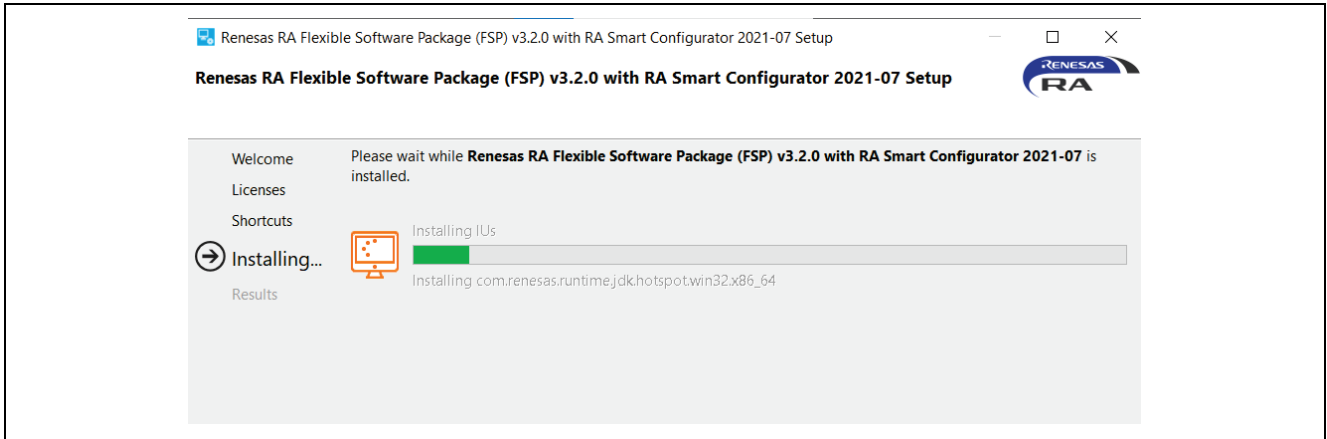 Renesas RA Flexible Software Package (FSP) v3.2.0 with RA Smart Configurator 2021-07 Setup
Renesas RA Flexible Software Package (FSP) v3.2.0 with RA Smart Configurator 2021-07 Setup
RENESAS
RA
Welcome
Licenses
Shortcuts
Installing...
Results
Please wait while Renesas RA Flexible Software Package (FSP) v3.2.0 with RA Smart Configurator 2021-07 is
installed.
Installing IUs
Installing com.renesas.runtime.jdk.hotspot.win32.x86_64